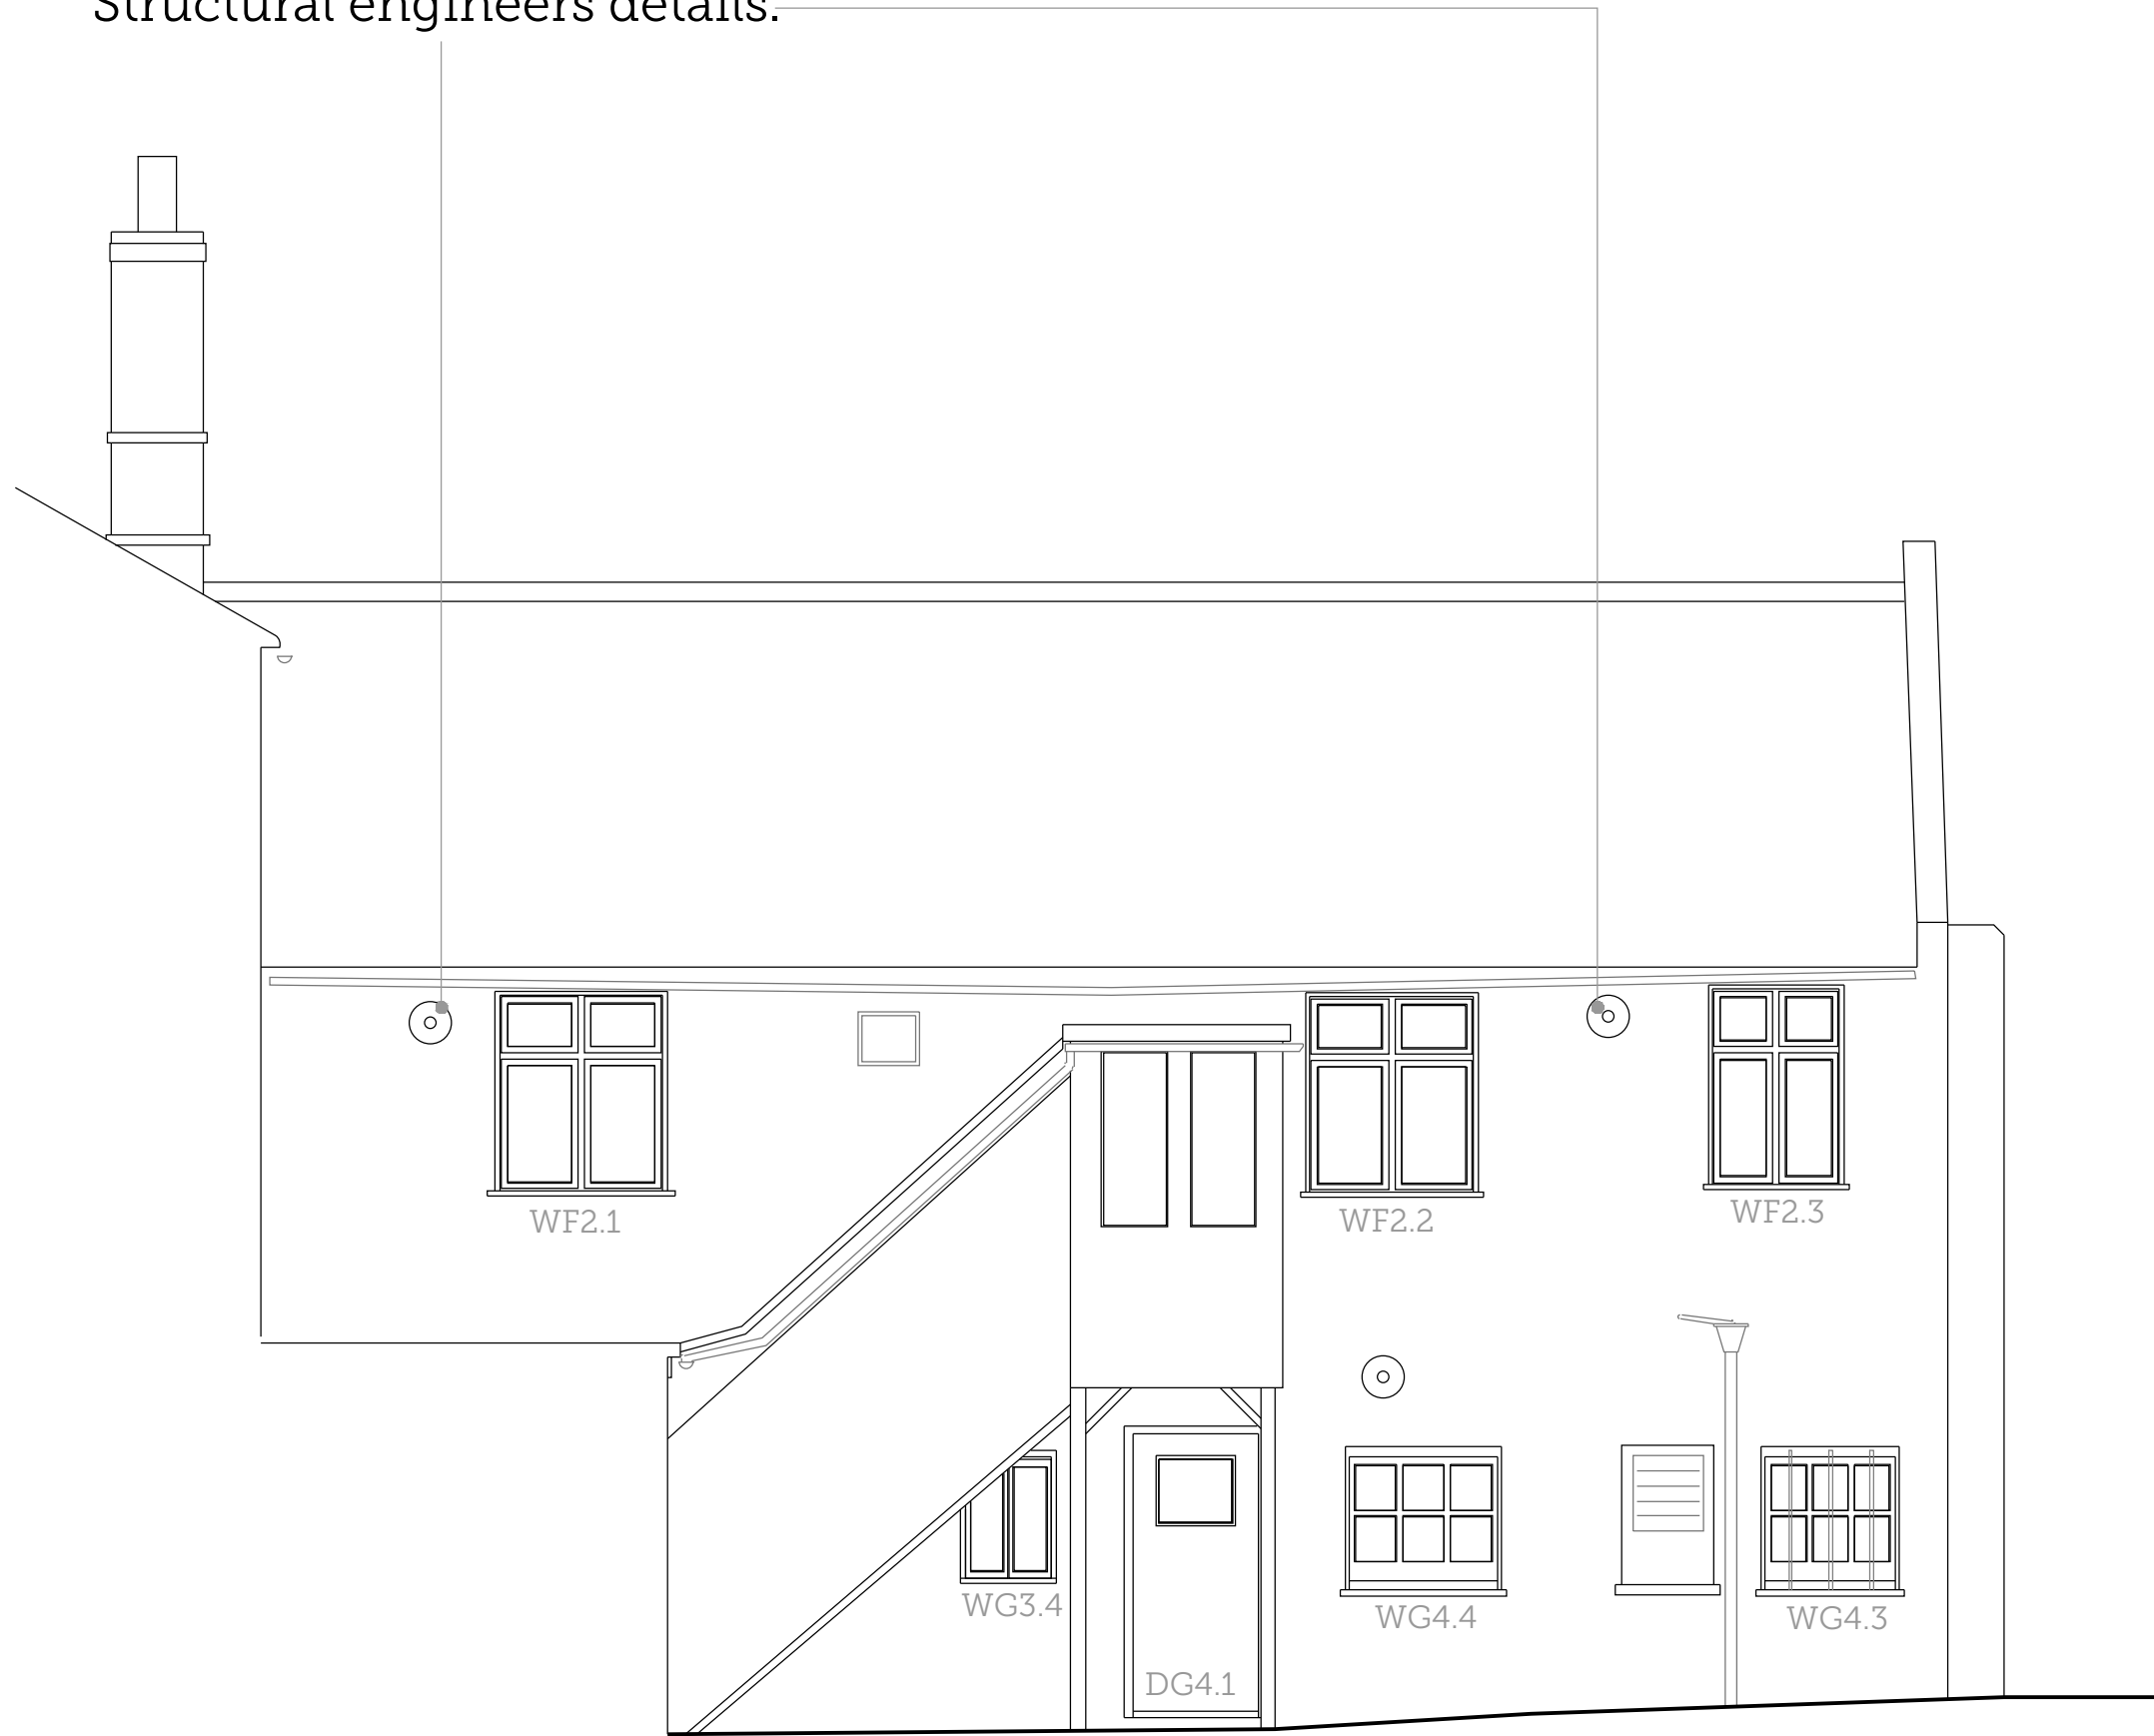 Structural engineers details.
WF2.1
WF2.2
WF2.3
WG3.4
WG4.4
WG4.3
DG4.1